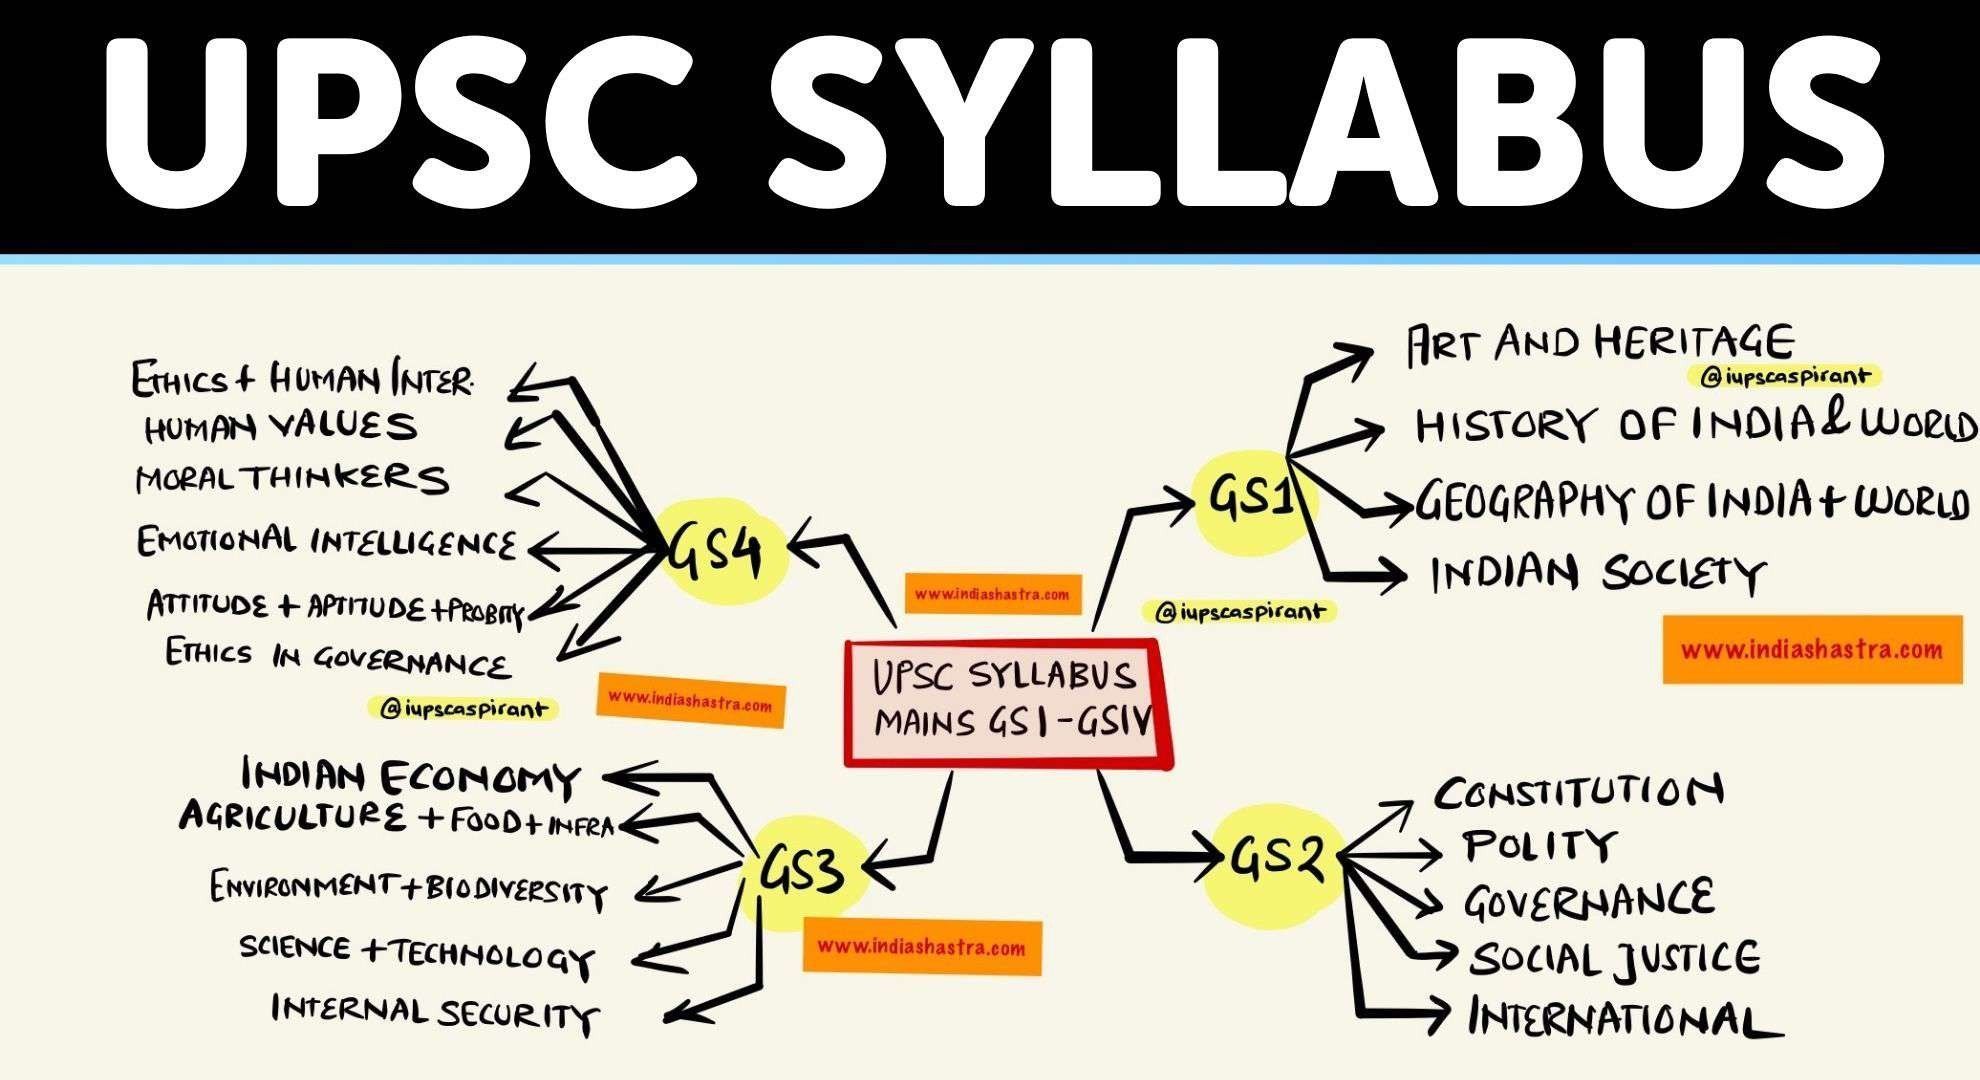 UPSC SYLLABUS
ETHICS + HUMAN INTER.
HUMAN VALUES
MORAL THINKERS
EMOTIONAL INTELLIGENCE
ATTITUDE + APTITUDE + PROBITY
ETHICS IN GOVERNANCE
@iupscaspirant
GS4
www.indiashastra.com
www.indiashastra.com
ART AND HERITAGE
@iupscaspirant
HISTORY OF INDIA & WORLD
GEOGRAPHY OF INDIA + WORLD
INDIAN SOCIETY
GS1
@iupscaspirant
www.indiashastra.com
UPSC SYLLABUS
MAINS GSI-GSIV
INDIAN ECONOMY
AGRICULTURE + FOOD + INFRA
ENVIRONMENT + BIODIVERSITY
SCIENCE + TECHNOLOGY
INTERNAL SECURITY
GS3
www.indiashastra.com
GS2
CONSTITUTION
POLITY
GOVERNANCE
SOCIAL JUSTICE
INTERNATIONAL